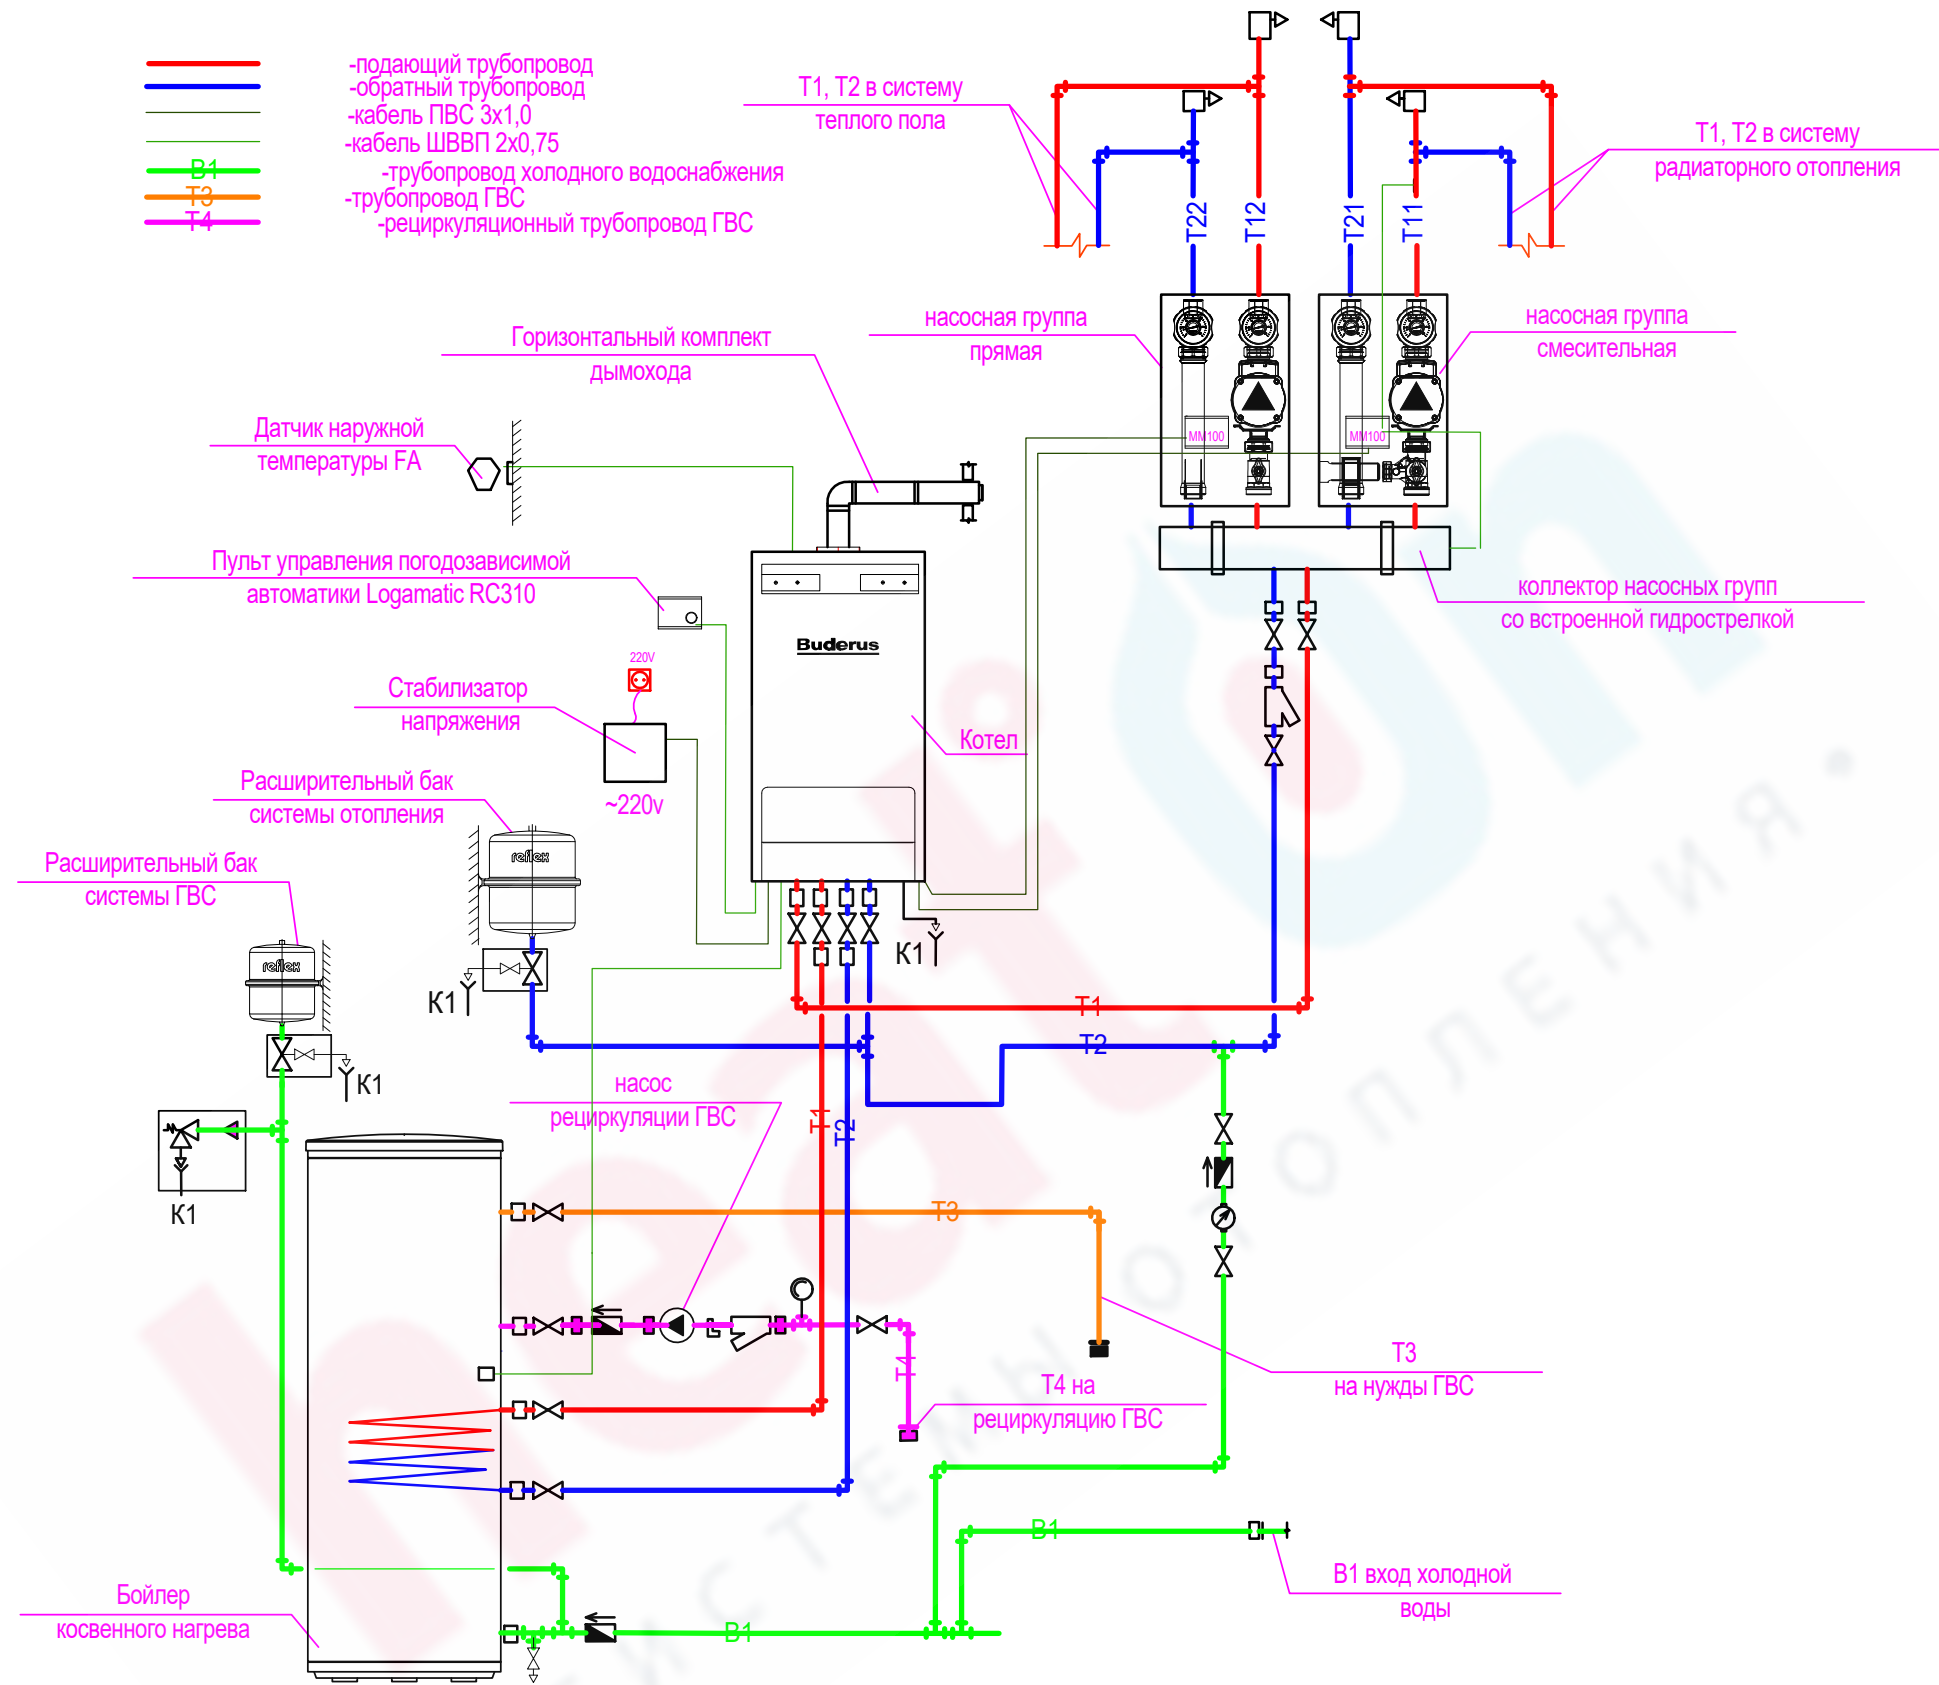 -подающий трубопровод
-обратный трубопровод
-кабель ПВС 3х1,0
-кабель ШВВП 2х0,75
В1
-трубопровод холодного водоснабжения
Т3
-трубопровод ГВС
Т4
-рециркуляционный трубопровод ГВС
Т1, Т2 в систему
теплого пола
Т1, Т2 в систему
радиаторного отопления
Т22
Т12
Т21
Т11
насосная группа
прямая
насосная группа
смесительная
Горизонтальный комплект
дымохода
Датчик наружной
температуры FA
MM100
MM100
Пульт управления погодозависимой
автоматики Logamatic RC310
коллектор насосных групп
со встроенной гидрострелкой
Buderus
220V
Стабилизатор
напряжения
~220v
Котел
Расширительный бак
системы отопления
reflex
Расширительный бак
системы ГВС
reflex
К1
К1
К1
Т1
Т2
насос
рециркуляции ГВС
Т1
Т2
К1
Т3
Т4
Т3
на нужды ГВС
Т4 на
рециркуляцию ГВС
В1
В1 вход холодной
воды
Бойлер
косвенного нагрева
В1
heaton
СИСТЕМЫ ОТОПЛЕНИЯ